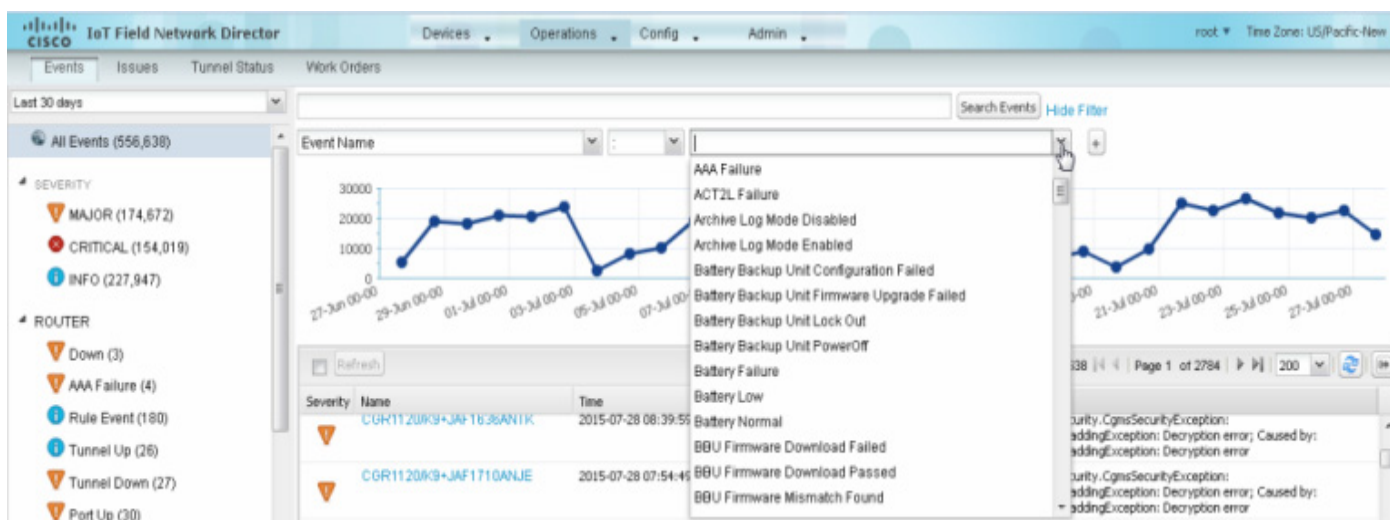 CISCO IoT Field Network Director
Devices Operations Config Admin
root Time Zone: US/Pacific-New
Events Issues Tunnel Status Work Orders
Last 30 days
Search Events Hide Filter
All Events (556,638)
Event Name :
SEVERITY
MAJOR (174,672)
CRITICAL (154,019)
INFO (227,947)
ROUTER
Down (3)
AAA Failure (4)
Rule Event (180)
Tunnel Up (26)
Tunnel Down (27)
Port Up (30)
30000
20000
10000
0
27-Jun 00-00 29-Jun 00-00 01-Jul 00-00 03-Jul 00-00 05-Jul 00-00 07-Jul 00-
-00 21-Jul 00-00 23-Jul 00-00 25-Jul 00-00 27-Jul 00-00
AAA Failure
ACT2L Failure
Archive Log Mode Disabled
Archive Log Mode Enabled
Battery Backup Unit Configuration Failed
Battery Backup Unit Firmware Upgrade Failed
Battery Backup Unit Lock Out
Battery Backup Unit PowerOff
Battery Failure
Battery Low
Battery Normal
BBU Firmware Download Failed
BBU Firmware Download Passed
BBU Firmware Mismatch Found
Refresh
638 Page 1 of 2784 200
Severity Name Time
CGR1120/K9+JAF1636ANTK 2015-07-28 08:39:59
curity.CgmsSecurityException:
addingException: Decryption error; Caused by:
addingException: Decryption error
CGR1120/K9+JAF1710ANJE 2015-07-28 07:54:49
curity.CgmsSecurityException:
addingException: Decryption error; Caused by:
addingException: Decryption error